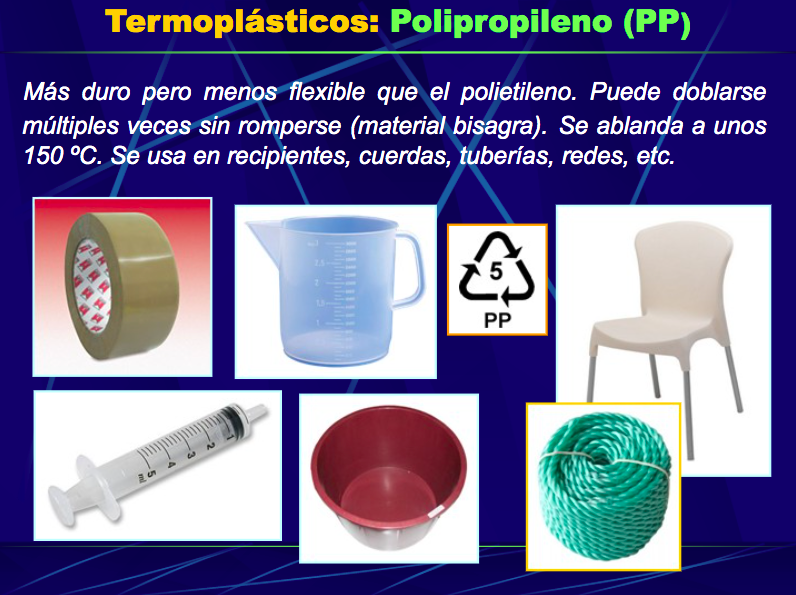 Termoplásticos: Polipropileno (PP)
Más duro pero menos flexible que el polietileno. Puede doblarse
múltiples veces sin romperse (material bisagra). Se ablanda a unos
150 ºC. Se usa en recipientes, cuerdas, tuberías, redes, etc.
5
PP
1
2
3
4
5
ml